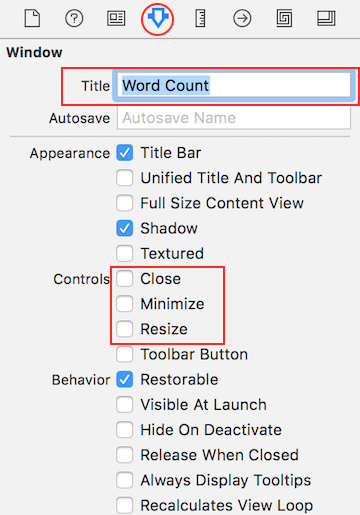 Window
Title Word Count
Autosave Autosave Name
Appearance Title Bar
Unified Title And Toolbar
Full Size Content View
Shadow
Textured
Controls Close
Minimize
Resize
Toolbar Button
Behavior Restorable
Visible At Launch
Hide On Deactivate
Release When Closed
Always Display Tooltips
Recalculates View Loop